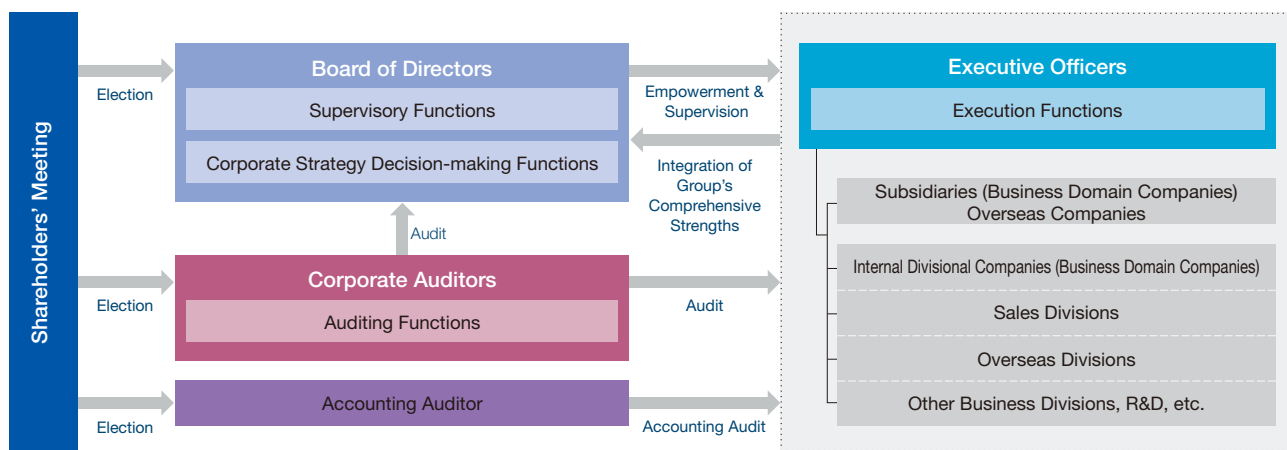 Shareholders’ Meeting
Election
Board of Directors
Supervisory Functions
Corporate Strategy Decision-making Functions
Empowerment &
Supervision
Integration of
Group’s
Comprehensive
Strengths
Audit
Election
Corporate Auditors
Auditing Functions
Audit
Election
Accounting Auditor
Accounting Audit
Executive Officers
Execution Functions
Subsidiaries (Business Domain Companies)
Overseas Companies
Internal Divisional Companies (Business Domain Companies)
Sales Divisions
Overseas Divisions
Other Business Divisions, R&D, etc.